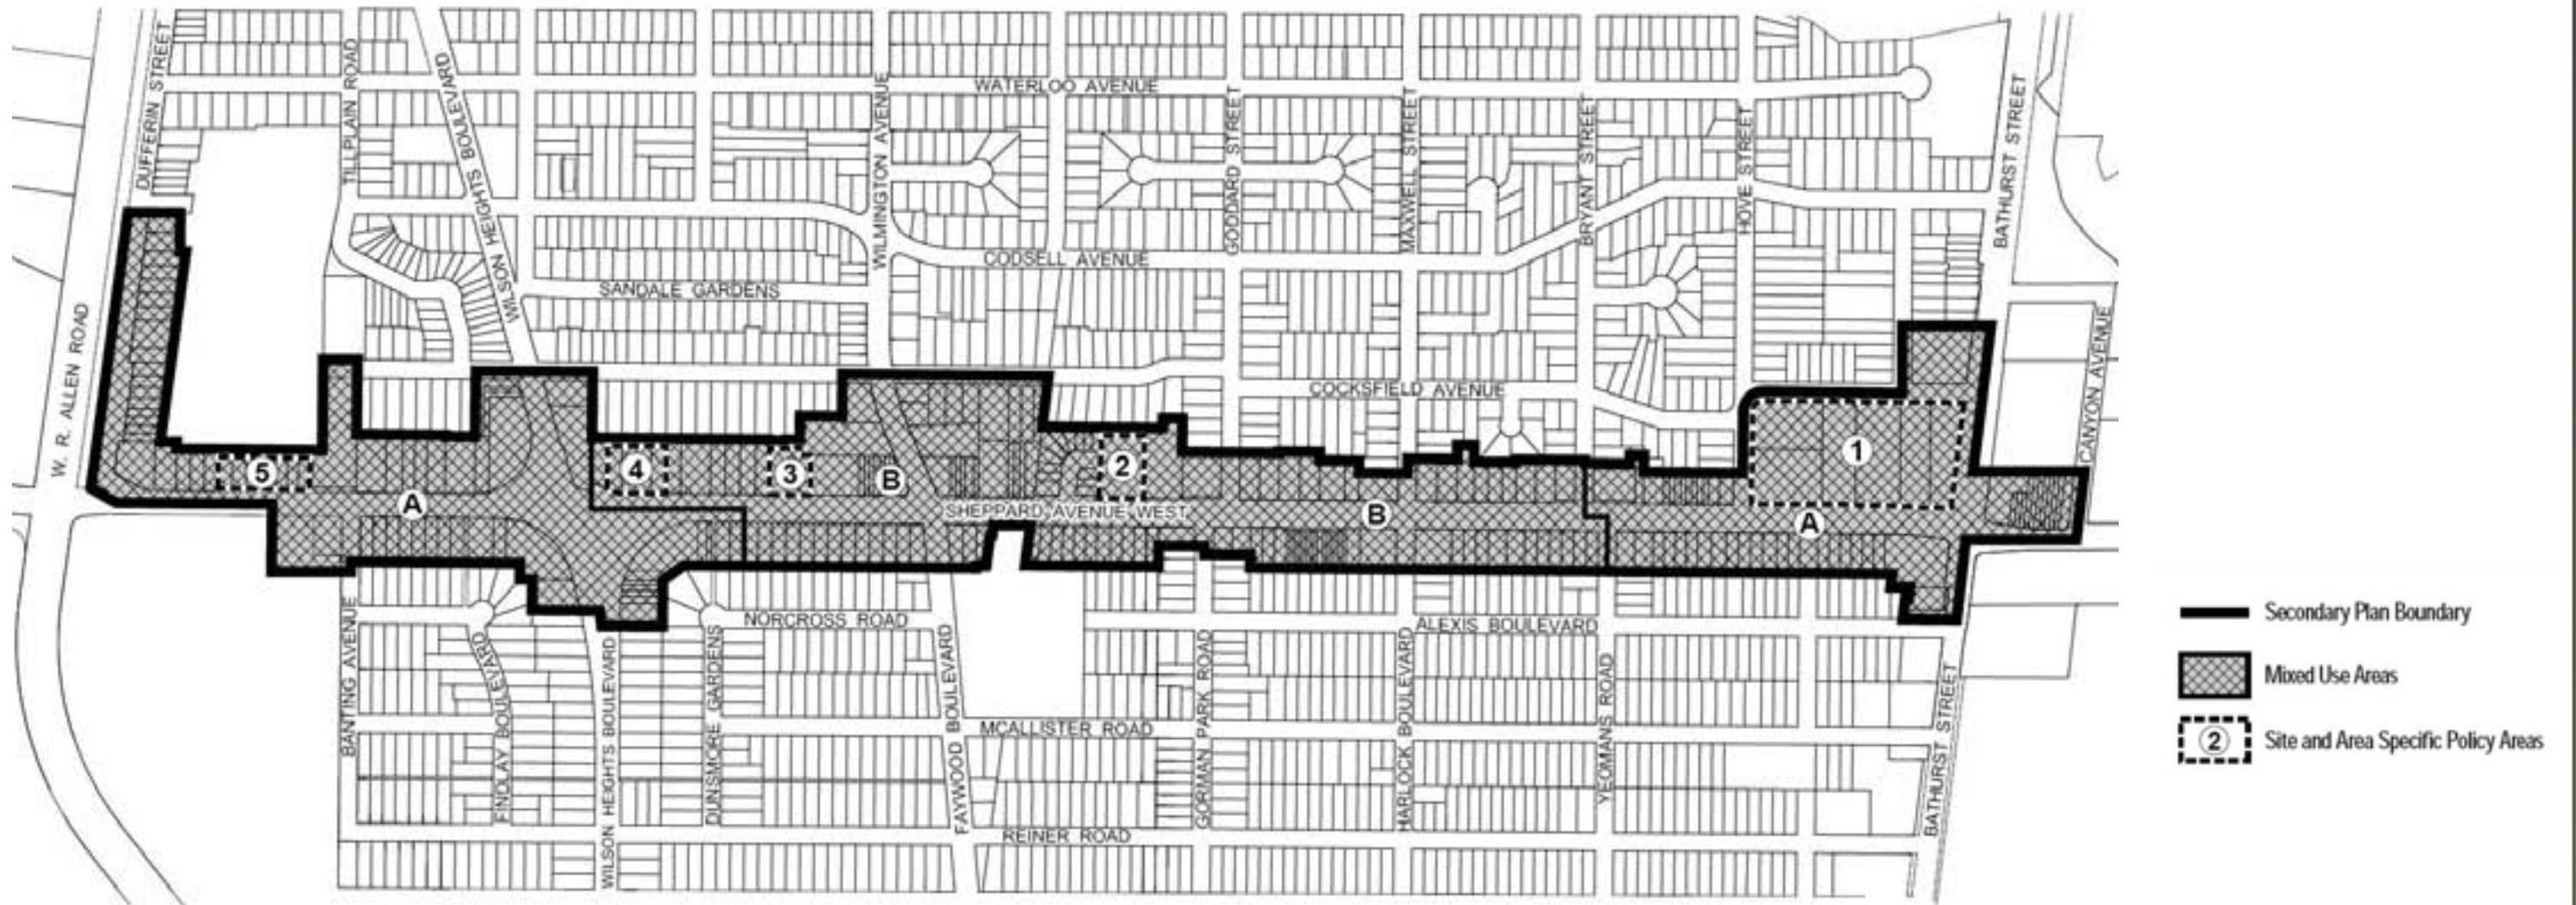 DUFFERIN STREET
TILLPLAIN ROAD
WILSON HEIGHTS BOULEVARD
WILMINGTON AVENUE
WATERLOO AVENUE
GODDARD STREET
MAXWELL STREET
BRYANT STREET
HOVE STREET
BATHURST STREET
CODSELL AVENUE
SANDALE GARDENS
W. R. ALLEN ROAD
COCKSFIELD AVENUE
CANYON AVENUE
5
A
4
3
B
2
SHEPPARD AVENUE WEST
B
1
A
BANTING AVENUE
FINDLAY BOULEVARD
WILSON HEIGHTS BOULEVARD
DUNSMORE GARDENS
NORCROSS ROAD
FAYWOOD BOULEVARD
MCALLISTER ROAD
REINER ROAD
GORMAN PARK ROAD
HARLOCK BOULEVARD
ALEXIS BOULEVARD
YEOMANS ROAD
BATHURST STREET
Secondary Plan Boundary
Mixed Use Areas
2
Site and Area Specific Policy Areas